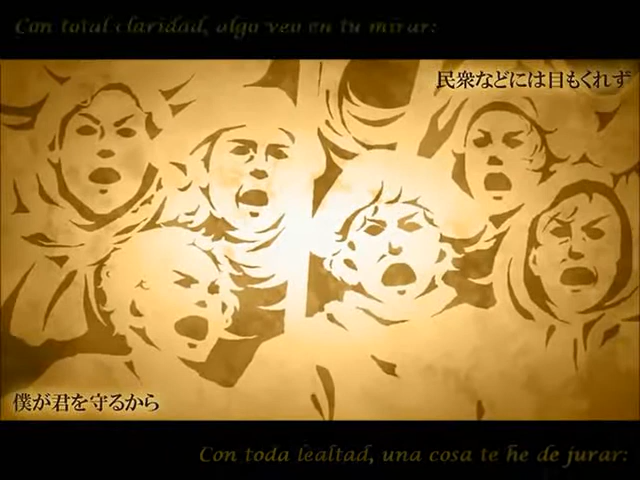 Con total claridad, algo veo en tu mirar:
民衆などには目もくれず
僕が君を守るから
Con toda lealtad, una cosa te he de jurar: